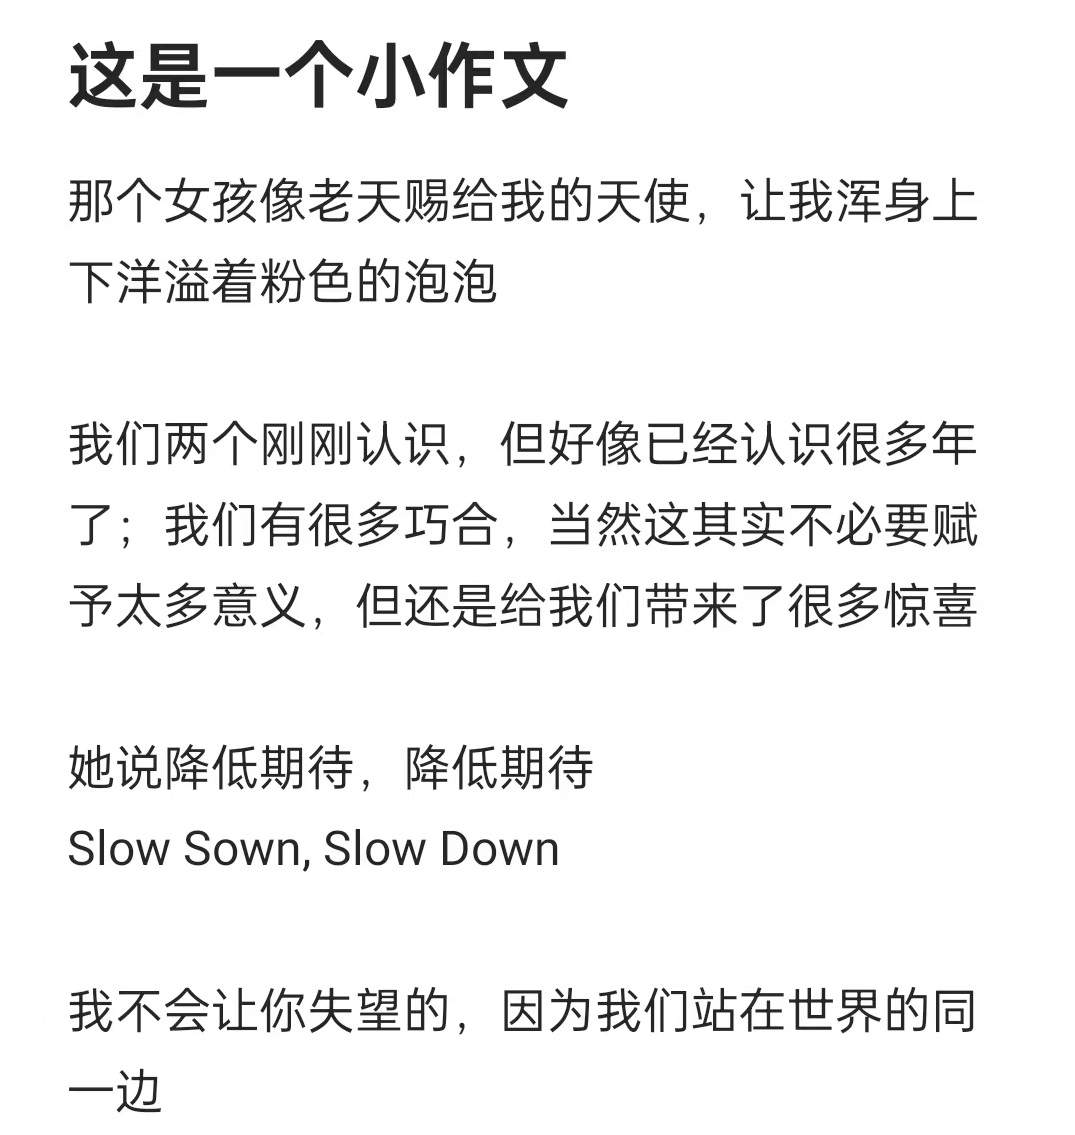 这是一个小作文
那个女孩像老天赐给我的天使，让我浑身上
下洋溢着粉色的泡泡
我们两个刚刚认识，但好像已经认识很多年
了；我们有很多巧合，当然这其实不必要赋
予太多意义，但还是给我们带来了很多惊喜
她说降低期待，降低期待
Slow Sown, Slow Down
我不会让你失望的，因为我们站在世界的同
一边